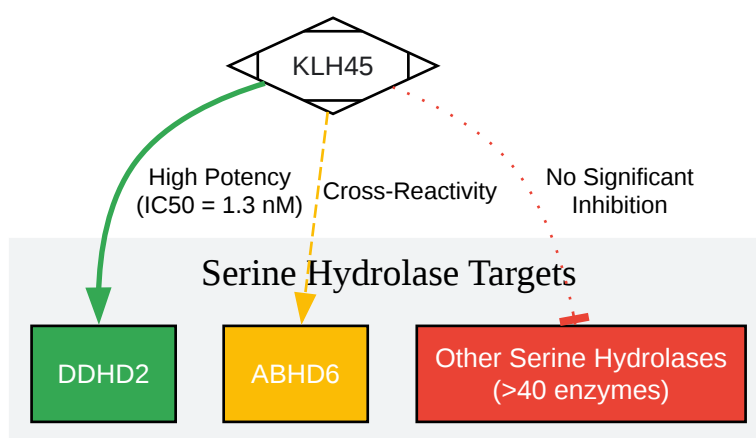 KLH45
High Potency
(IC50 = 1.3 nM)
Cross-Reactivity
No Significant
Inhibition
Serine Hydrolase Targets
DDHD2
ABHD6
Other Serine Hydrolases
(>40 enzymes)